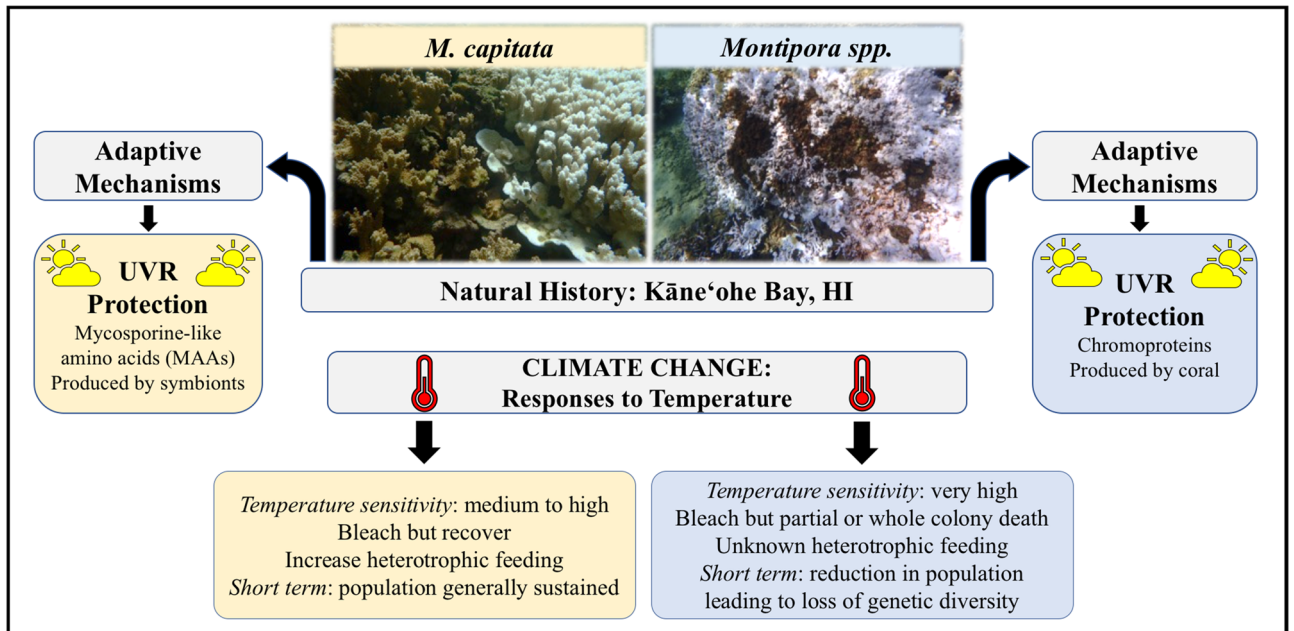 M. capitata
Montipora spp.
Adaptive
Mechanisms
Adaptive
Mechanisms
UVR
Protection
Mycosporine-like
amino acids (MAAs)
Produced by symbionts
UVR
Protection
Chromoproteins
Produced by coral
Natural History: Kāneʻohe Bay, HI
CLIMATE CHANGE:
Responses to Temperature
Temperature sensitivity: medium to high
Bleach but recover
Increase heterotrophic feeding
Short term: population generally sustained
Temperature sensitivity: very high
Bleach but partial or whole colony death
Unknown heterotrophic feeding
Short term: reduction in population
leading to loss of genetic diversity